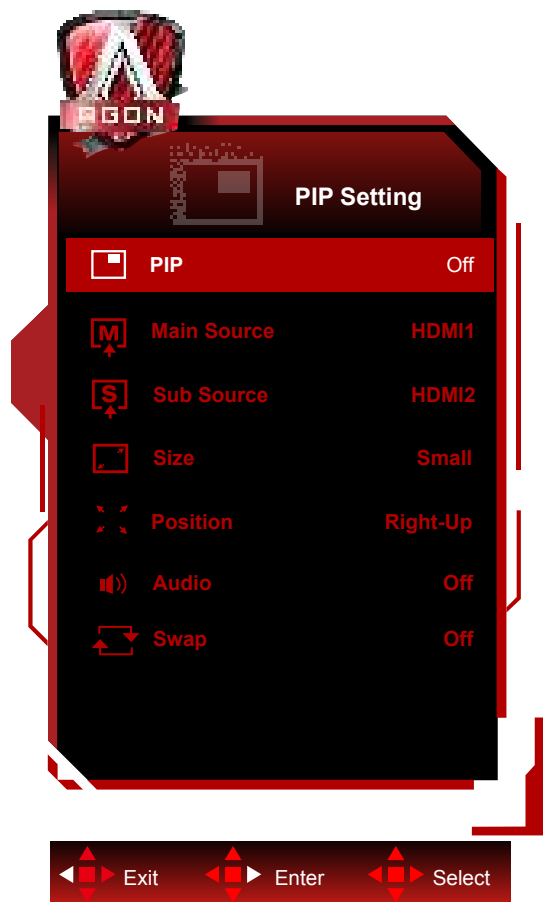 AGON
PIP Setting
PIP Off
M Main Source HDMI1
S Sub Source HDMI2
Size Small
Position Right-Up
Audio Off
Swap Off
Exit Enter Select